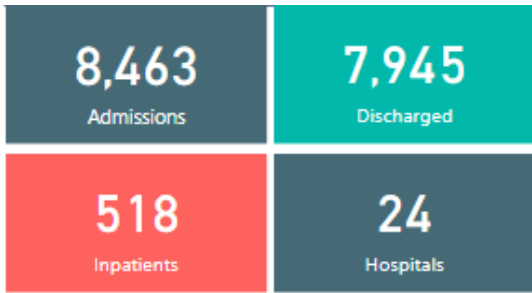 8,463
Admissions
7,945
Discharged
518
Inpatients
24
Hospitals